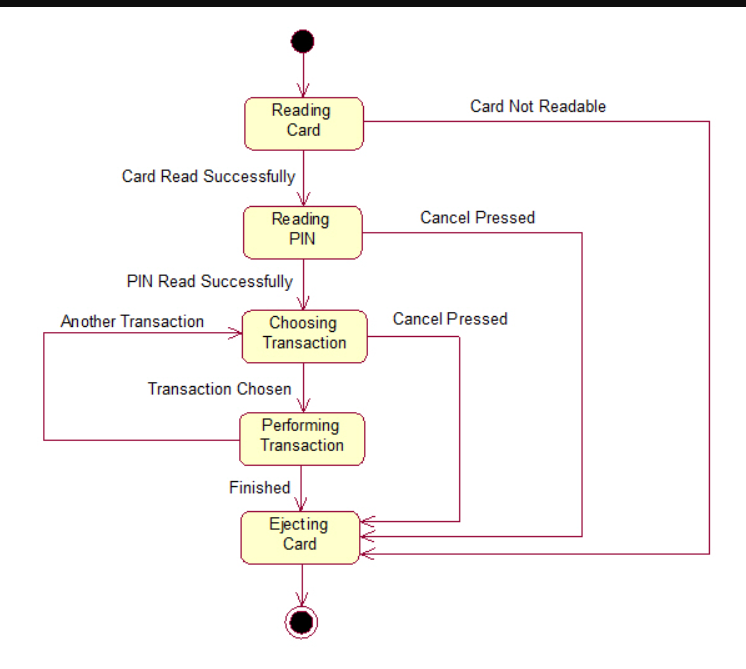 Reading
Card
Card Not Readable
Card Read Successfully
Reading
PIN
Cancel Pressed
PIN Read Successfully
Another Transaction
Choosing
Transaction
Cancel Pressed
Transaction Chosen
Performing
Transaction
Finished
Ejecting
Card